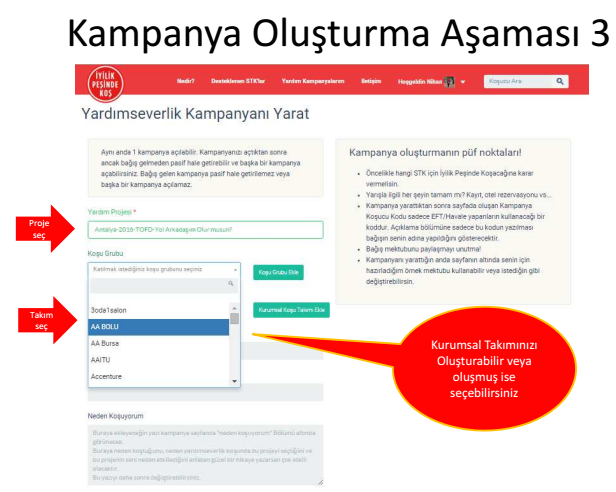 Kampanya Oluşturma Aşaması 3
İYİLİK
PEŞİNDE
KOŞ
Nedir?
Desteklenen STK'lar
Yardım Kampanyalarım
İletişim
Hoşgeldin Nihan
Koşucu Ara
Yardımseverlik Kampanyanı Yarat
Aynı anda 1 kampanya açılabilir. Kampanyanızı açtıktan sonra
ancak bağış gelmeden pasif hale getirebilir ve başka bir kampanya
açabilirsiniz. Bağış gelen kampanya pasif hale getirilemez veya
başka bir kampanya açılamaz.
Yardım Projesi *
Antalya-2016-TOFD-Yol Arkadaşım Olur musun?
Koşu Grubu
Katılmak istediğiniz koşu grubunu seçiniz
Koşu Grubu Ekle
3oda1salon
AA BOLU
AA Bursa
AAITU
Accenture
Kurumsal Koşu Takımı Ekle
Neden Koşuyorum
Buraya ekleyeceğin yazı kampanya sayfanda "neden koşuyorum" Bölümü altında
görünecek.
Buraya neden koştuğunu, neden yardımseverlik koşusunda bu projeyi seçtiğini ve
bu projenin seni neden etkilediğini anlatan güzel bir hikaye yazarsan çok etkili
olacaktır.
Bu yazıyı daha sonra değiştirebilirsiniz.
Kampanya oluşturmanın püf noktaları!
Öncelikle hangi STK için İyilik Peşinde Koşacağına karar
vermelisin.
Yarışla ilgili her şeyin tamam mı? Kayıt, otel rezervasyonu vs...
Kampanya yarattıktan sonra sayfada oluşan Kampanya
Koşucu Kodu sadece EFT/Havale yapanların kullanacağı bir
koddur. Açıklama bölümüne sadece bu kodun yazılması
bağışın senin adına yapıldığını gösterecektir.
Bağış mektubunu paylaşmayı unutma!
Kampanyanı yarattığın anda sayfanın altında senin için
hazırladığım örnek mektubu kullanabilir veya istediğin gibi
değiştirebilirsin.
Proje
seç
Takım
seç
Kurumsal Takımınızı
Oluşturabilir veya
oluşmuş ise
seçebilirsiniz